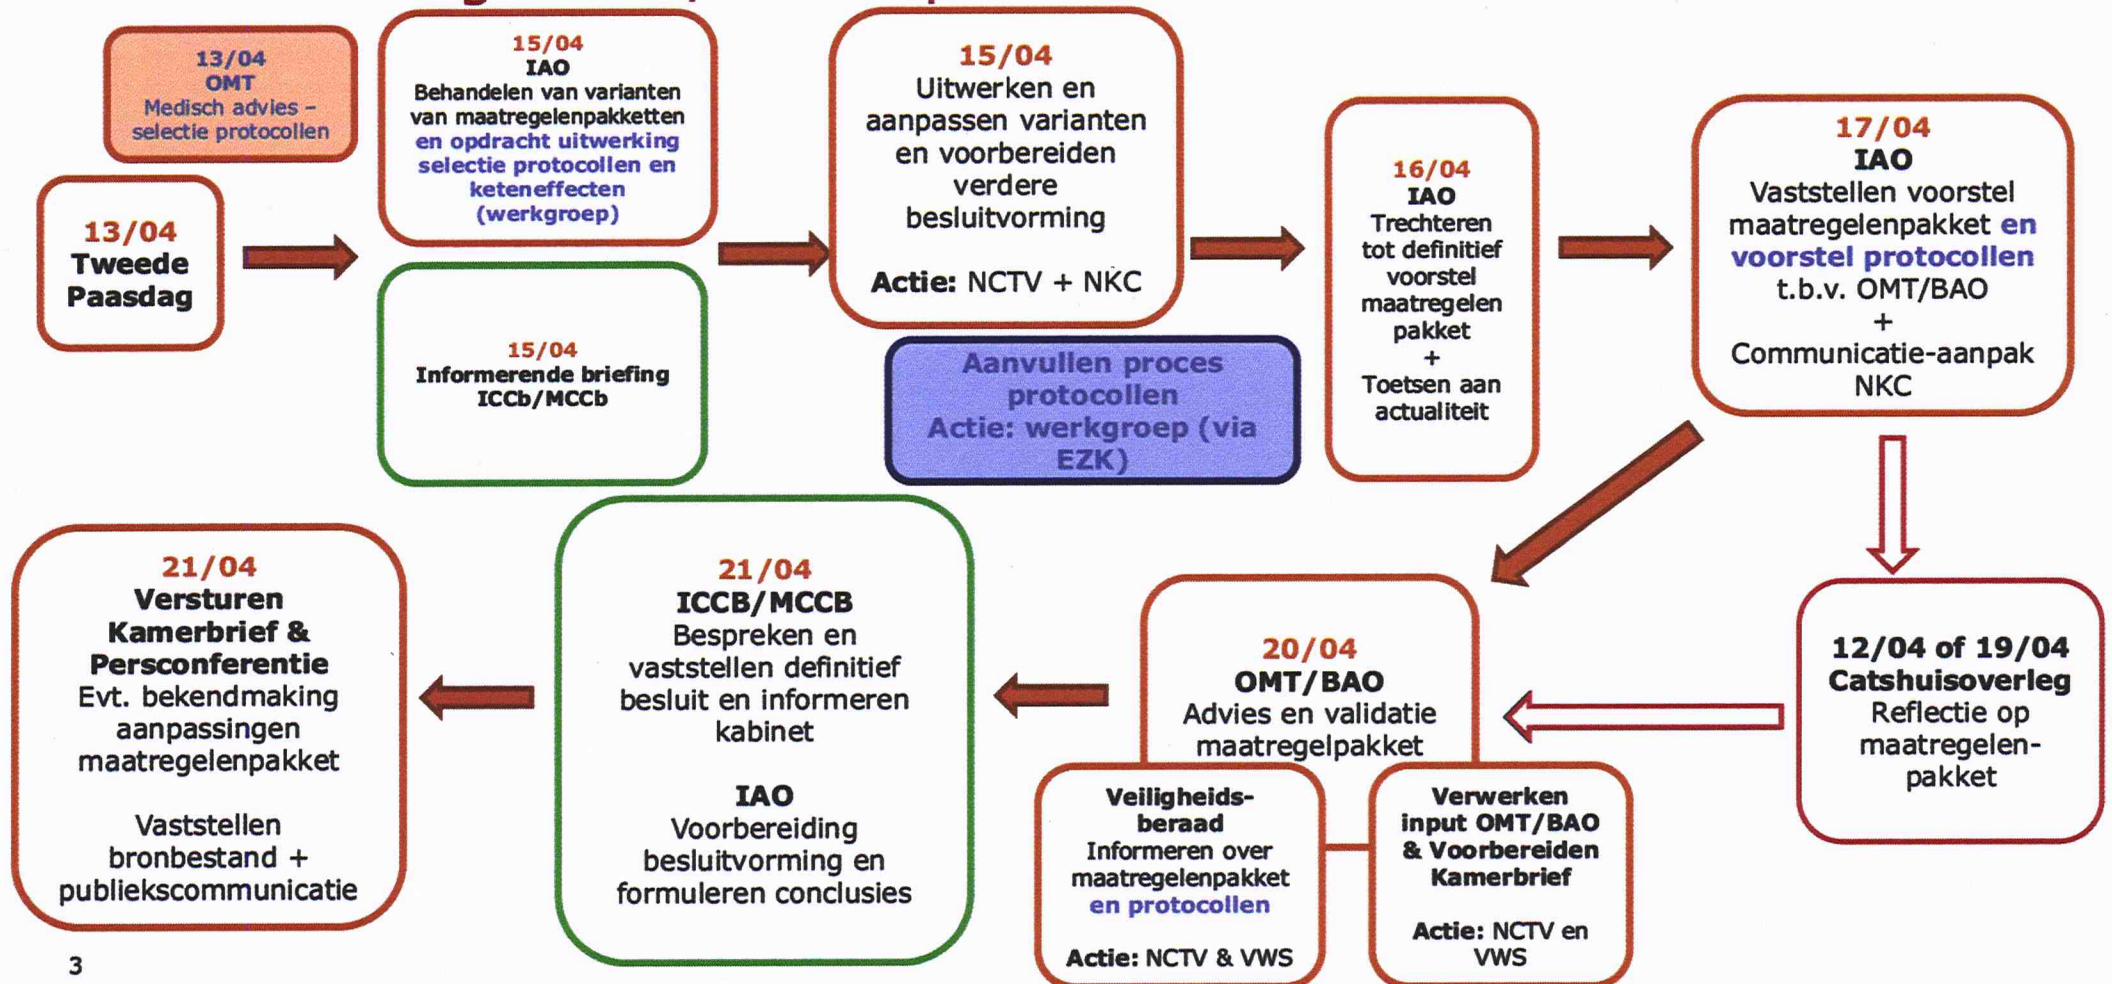 13/04
OMT
Medisch advies –
selectie protocollen
13/04
Tweede
Paasdag
15/04
IAO
Behandelen van varianten
van maatregelenpakketten
en opdracht uitwerking
selectie protocollen en
keteneffecten
(werkgroep)
15/04
Informerende briefing
ICCb/MCCb
15/04
Uitwerken en
aanpassen varianten
en voorbereiden
verdere
besluitvorming
Actie: NCTV + NKC
Aanvullen proces
protocollen
Actie: werkgroep (via
EZK)
16/04
IAO
Trechteren
tot definitief
voorstel
maatregelen
pakket
+
Toetsen aan
actualiteit
17/04
IAO
Vaststellen voorstel
maatregelenpakket en
voorstel protocollen
t.b.v. OMT/BAO
+
Communicatie-aanpak
NKC
12/04 of 19/04
Catshuisoverleg
Reflectie op
maatregelen-
pakket
20/04
OMT/BAO
Advies en validatie
maatregelpakket
Veiligheids-
beraad
Informeren over
maatregelenpakket
en protocollen
Actie: NCTV & VWS
Verwerken
input OMT/BAO
& Voorbereiden
Kamerbrief
Actie: NCTV en
VWS
21/04
ICCB/MCCB
Bespreken en
vaststellen definitief
besluit en informeren
kabinet
IAO
Voorbereiding
besluitvorming en
formuleren conclusies
21/04
Versturen
Kamerbrief &
Persconferentie
Evt. bekendmaking
aanpassingen
maatregelenpakket
Vaststellen
bronbestand +
publiekscommunicatie
3